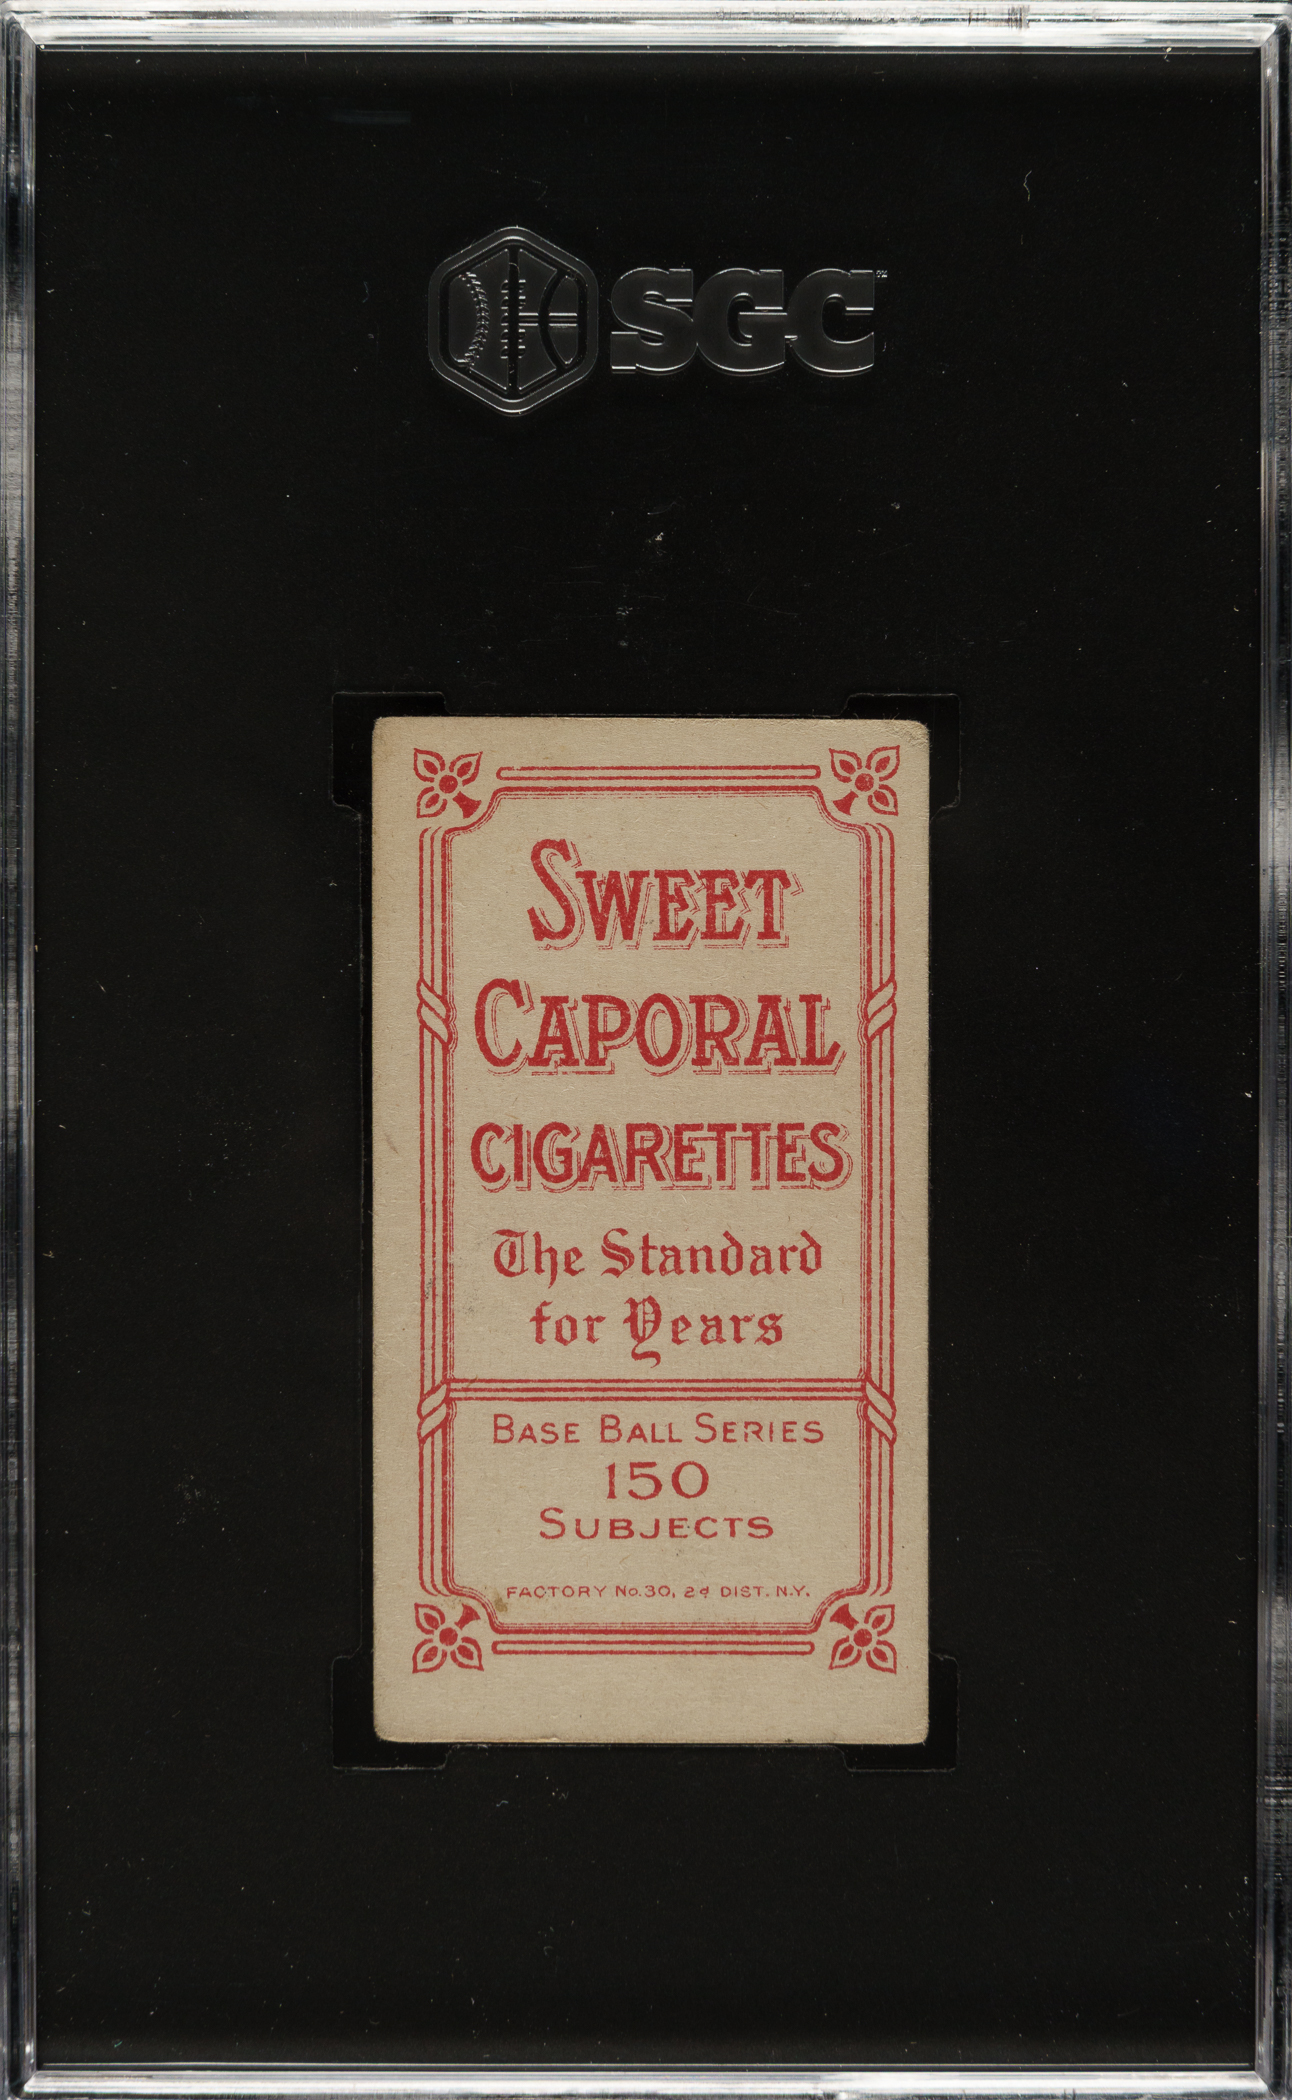 SGC
SWEET
CAPORAL
CIGARETTES
The Standard
for Years
BASE BALL SERIES
150
SUBJECTS
FACTORY No. 30, 2d DIST. N.Y.